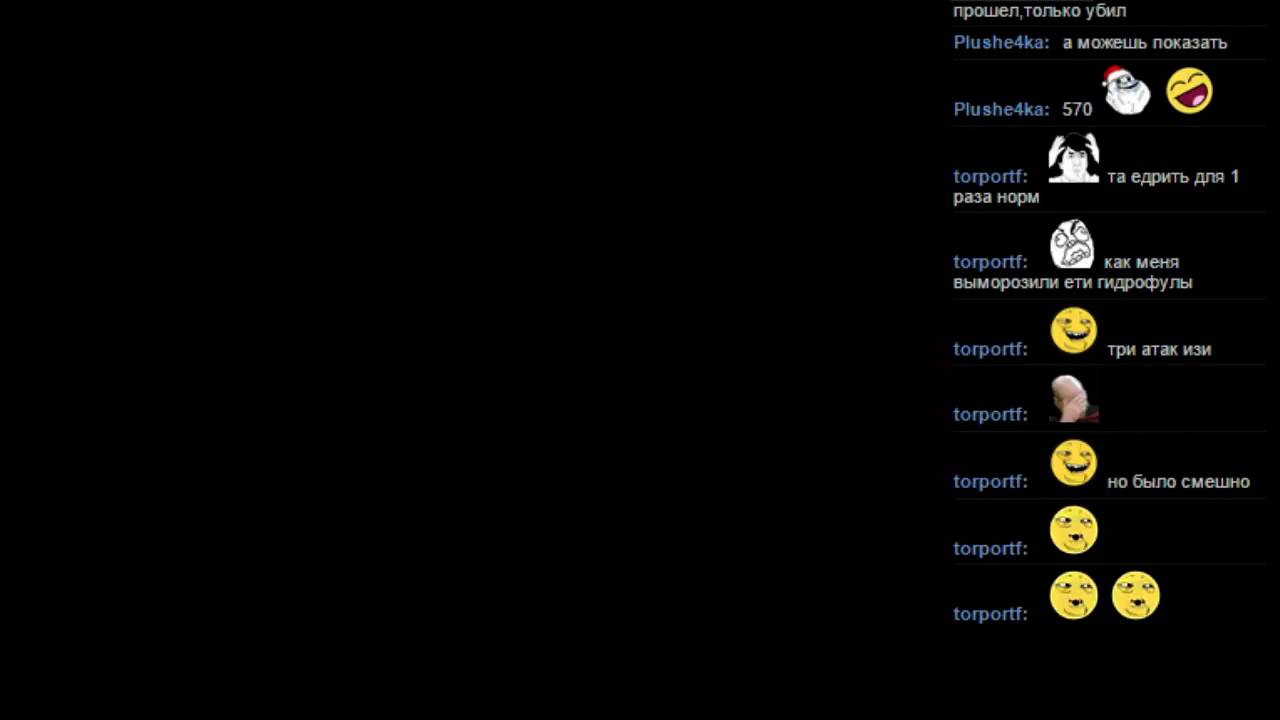 прошел,только убил
Plushe4ka: а можешь показать
Plushe4ka: 570
torportf: та едрить для 1
раза норм
torportf: как меня
выморозили ети гидрофулы
torportf: три атак изи
torportf:
torportf: но было смешно
torportf:
torportf: